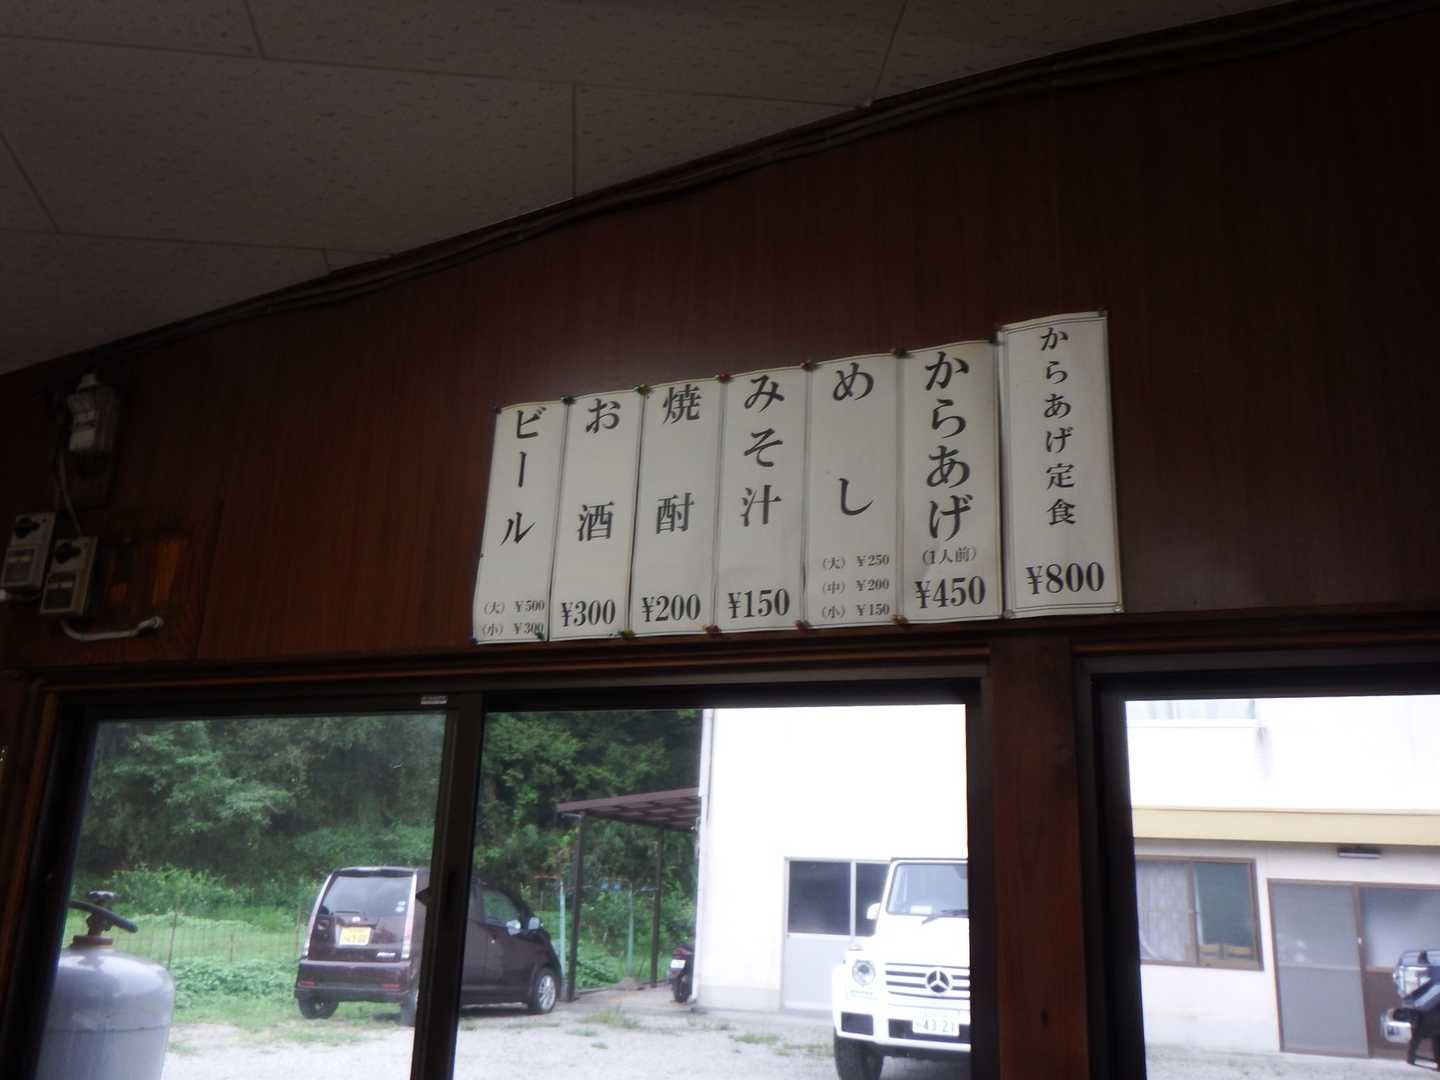 からあげ定食
¥800
からあげ
(1人前)
¥450
めし
(大) ¥250
(中) ¥200
(小) ¥150
みそ汁
¥150
焼酎
¥200
お酒
¥300
ビール
(大) ¥500
(小) ¥300
43-21